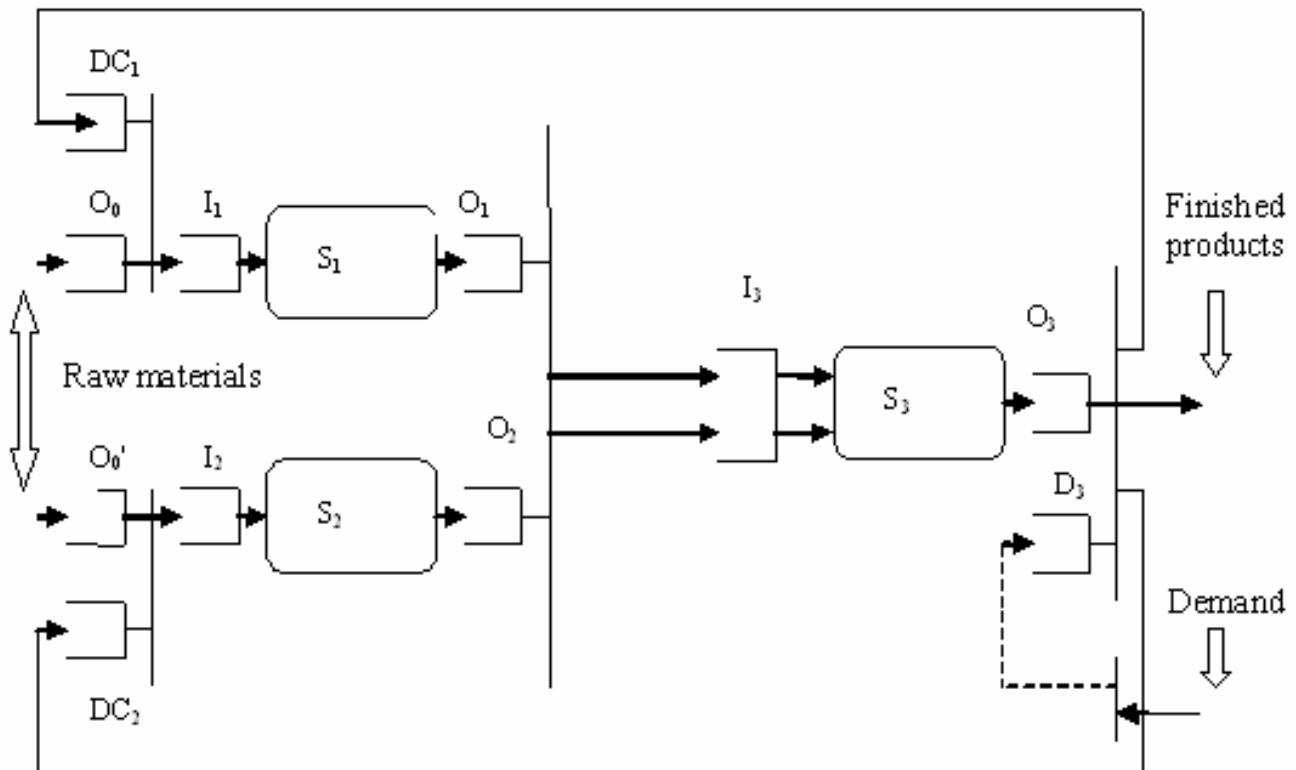 DC₁
O₀
I₁
S₁
O₁
Finished
products
I₃
O₃
S₃
Raw materials
O₀'
I₂
O₂
S₂
D₃
Demand
DC₂